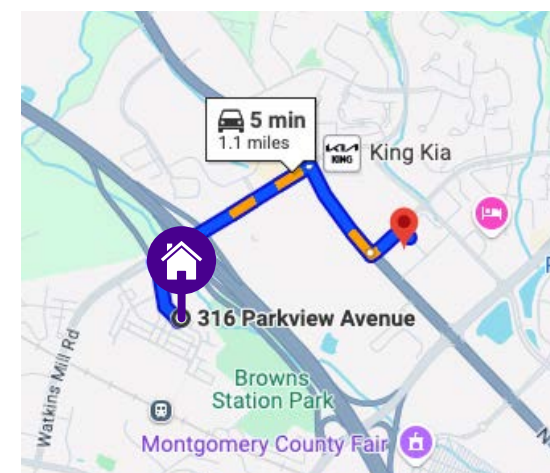 5 min
1.1 miles
KIA
KING
King Kia
316 Parkview Avenue
Watkins Mill Rd
Browns
Station Park
Montgomery County Fair